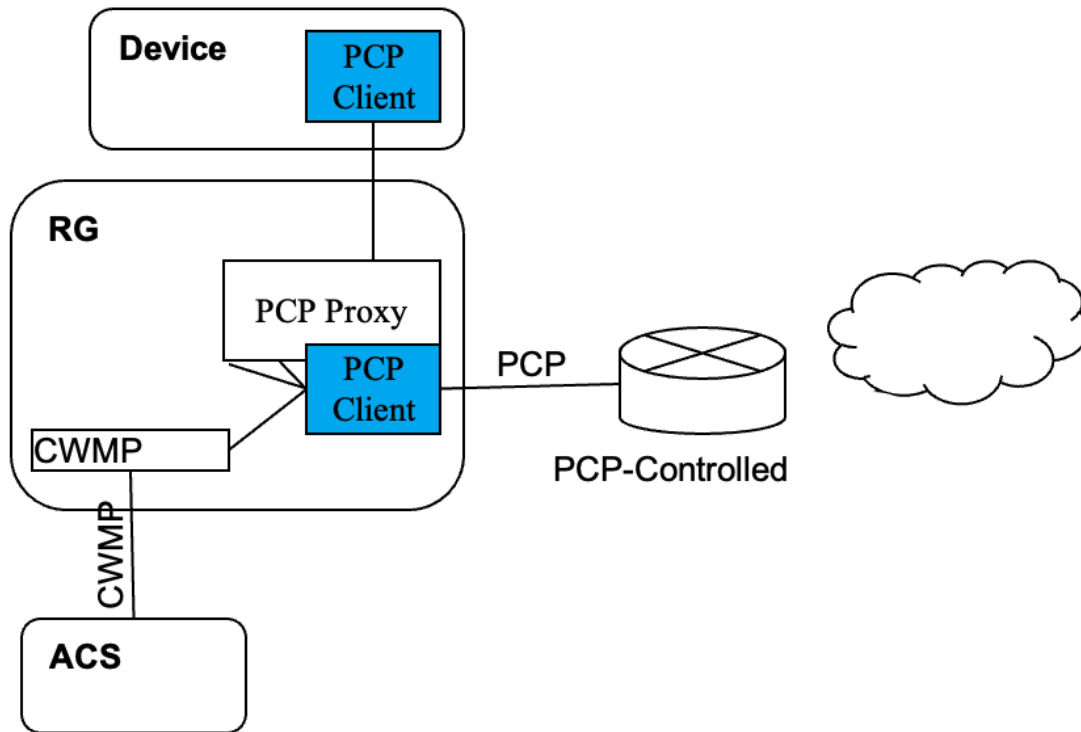 Device
PCP
Client
RG
PCP Proxy
PCP
Client
PCP
PCP-Controlled
CWMP
CWMP
ACS